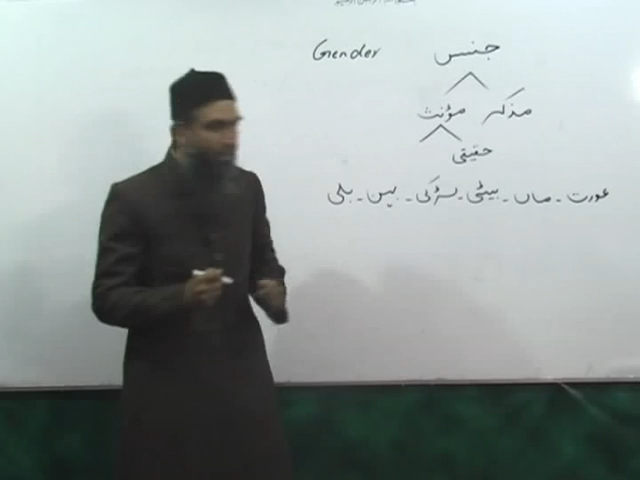 Gender جنس
مذکر مؤنث
حقیقی
عورت - ماں - بیٹی - لڑکی - بہن - بلی